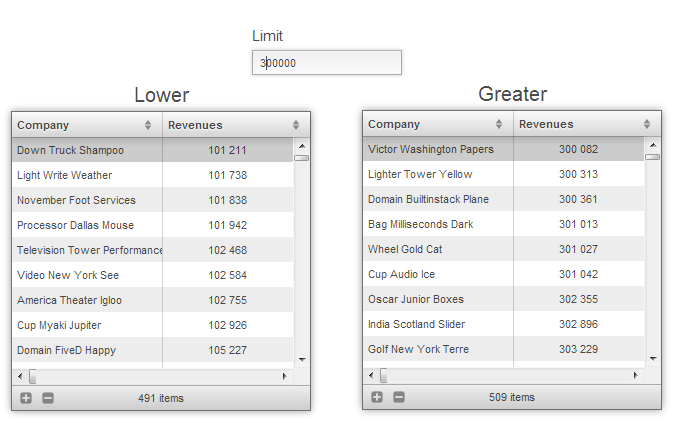 Limit
300000
Lower
Greater
Company Revenues
Down Truck Shampoo 101 211
Light Write Weather 101 738
November Foot Services 101 838
Processor Dallas Mouse 101 942
Television Tower Performance 102 468
Video New York See 102 584
America Theater Igloo 102 755
Cup Myaki Jupiter 102 926
Domain FiveD Happy 105 227
491 items
Company Revenues
Victor Washington Papers 300 082
Lighter Tower Yellow 300 313
Domain Builtinstack Plane 300 361
Bag Milliseconds Dark 301 013
Wheel Gold Cat 301 027
Cup Audio Ice 301 042
Oscar Junior Boxes 302 355
India Scotland Slider 302 896
Golf New York Terre 303 229
509 items